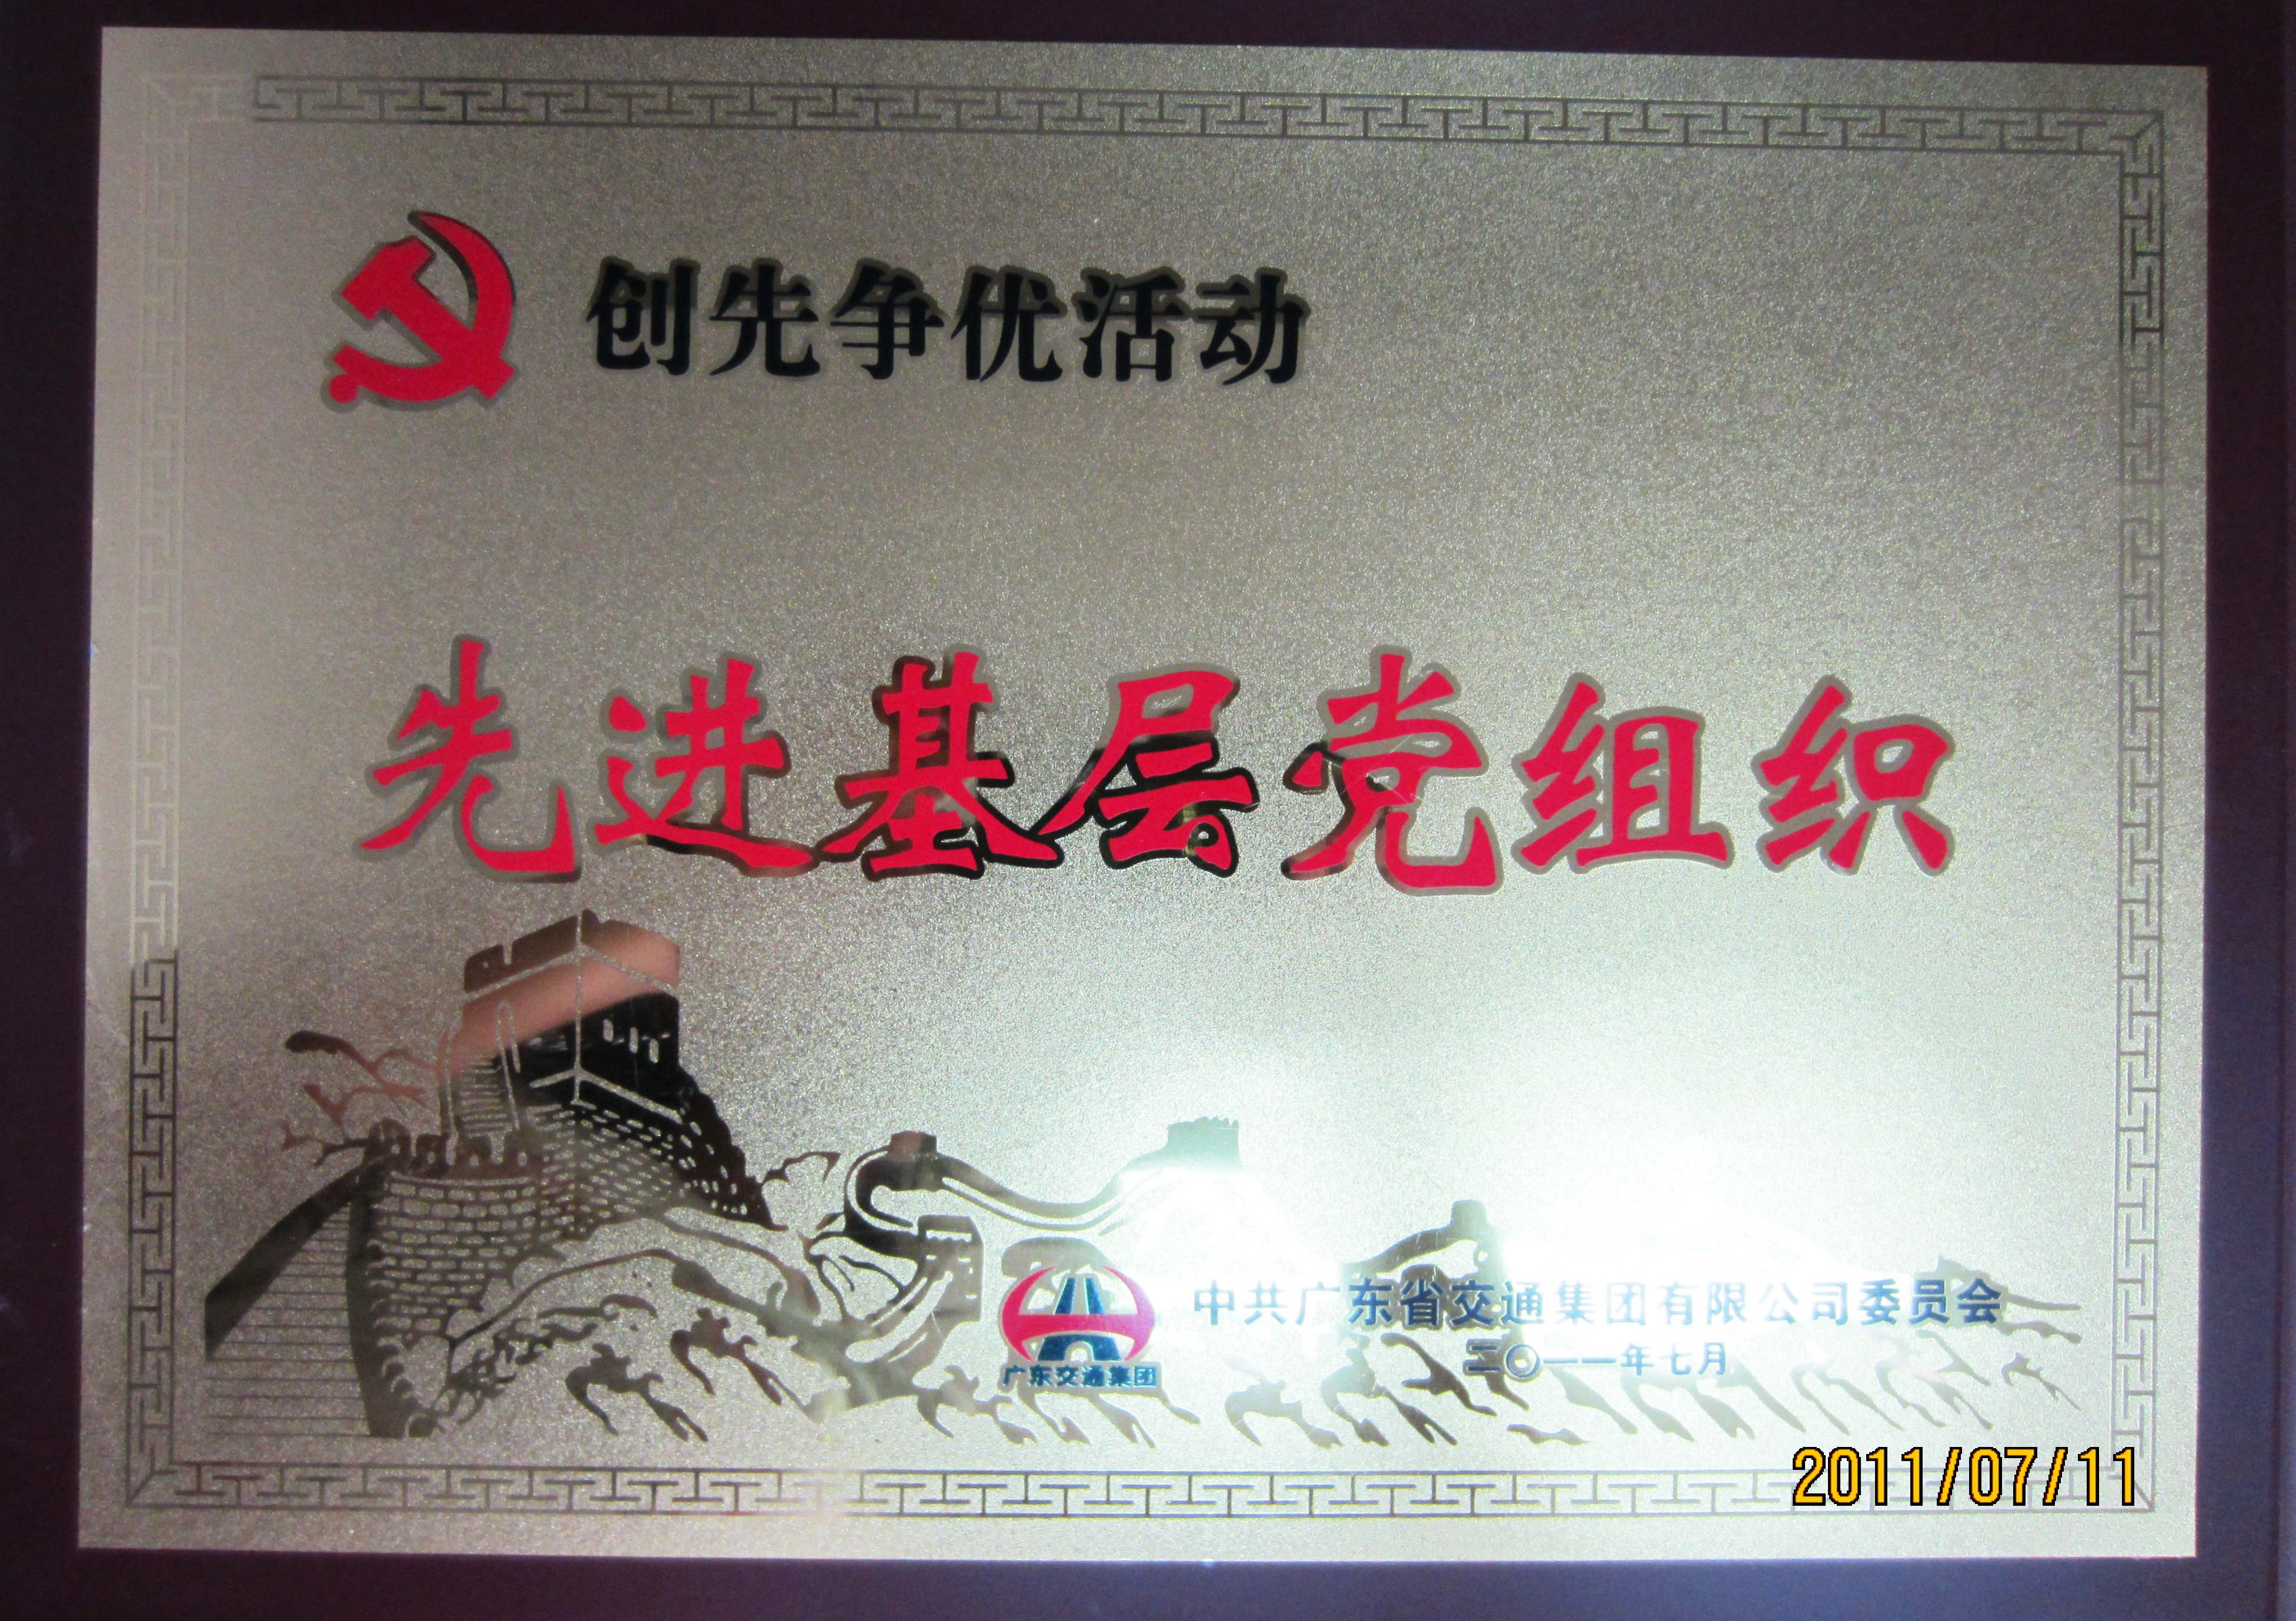 创先争优活动
先进基层党组织
广东交通集团
中共广东省交通集团有限公司委员会
二〇一一年七月
2011/07/11